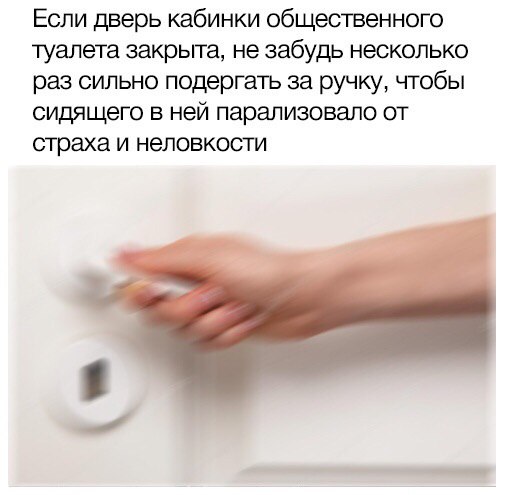 Если дверь кабинки общественного
туалета закрыта, не забудь несколько
раз сильно подергать за ручку, чтобы
сидящего в ней парализовало от
страха и неловкости